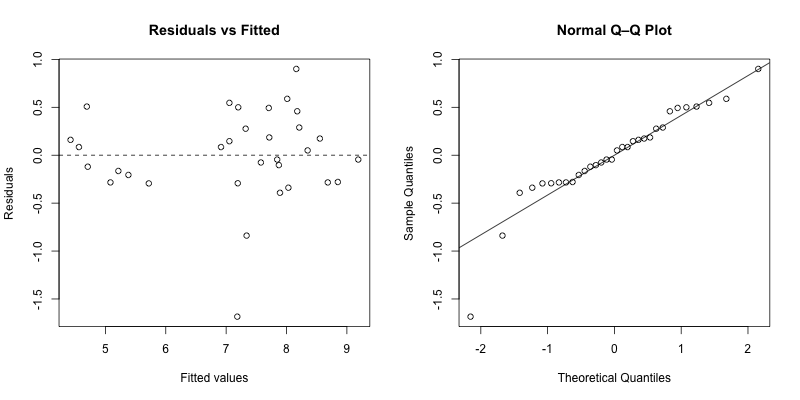 Residuals vs Fitted
1.0
0.5
0.0
-0.5
-1.0
-1.5
Residuals
5 6 7 8 9
Fitted values
Normal Q–Q Plot
1.0
0.5
0.0
-0.5
-1.0
-1.5
Sample Quantiles
-2 -1 0 1 2
Theoretical Quantiles